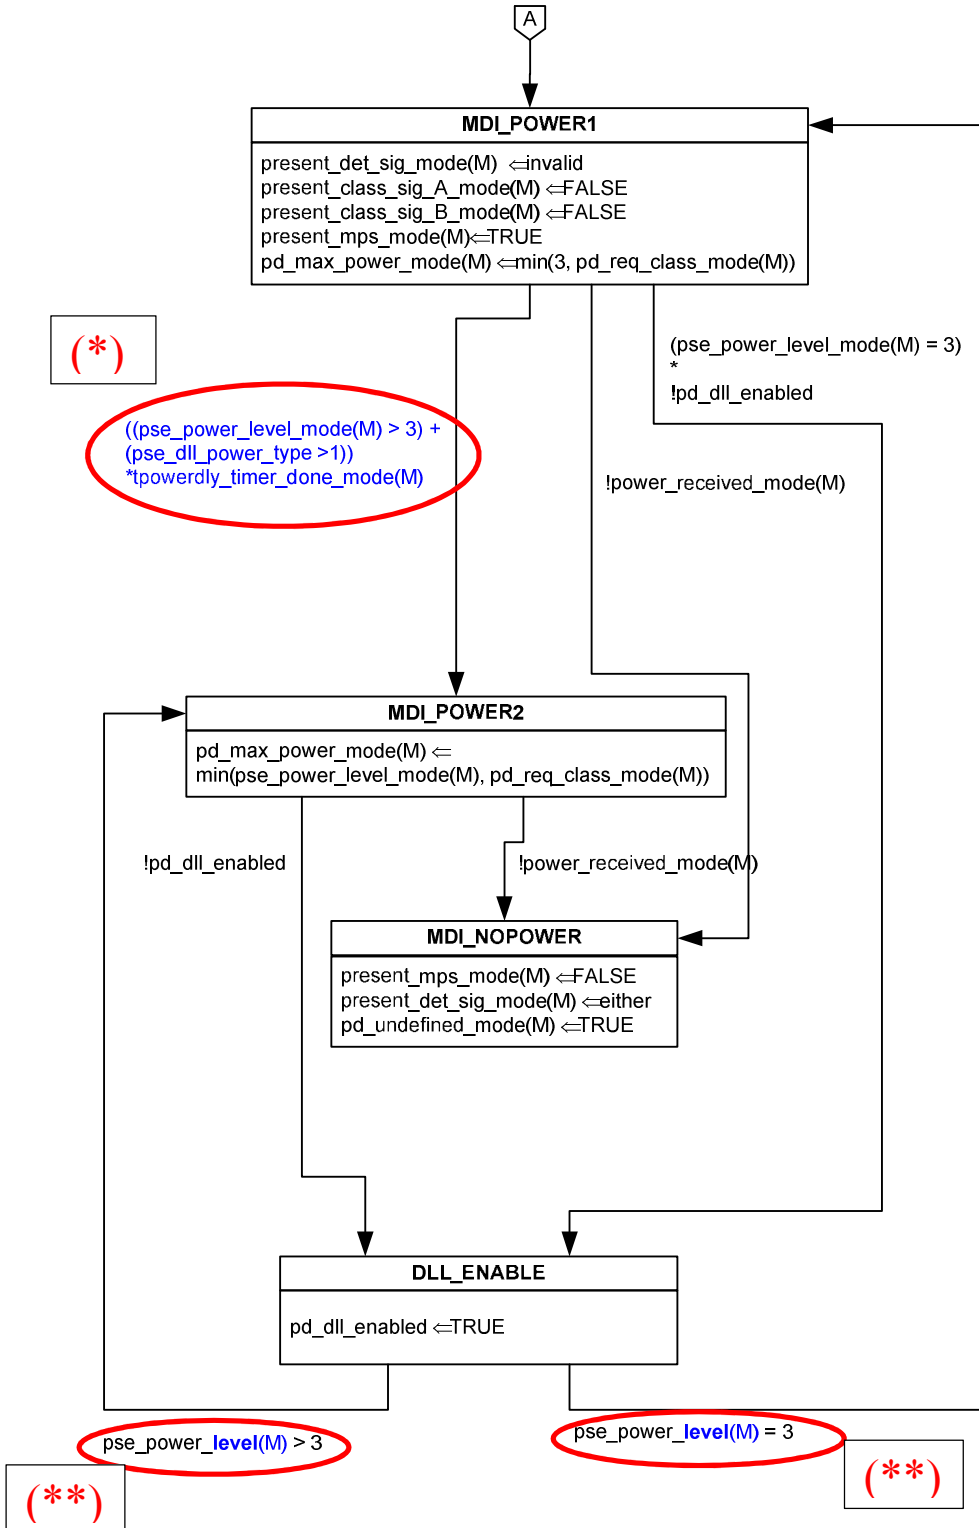 A
MDI_POWER1
present_det_sig_mode(M) ⇐invalid
present_class_sig_A_mode(M) ⇐FALSE
present_class_sig_B_mode(M) ⇐FALSE
present_mps_mode(M)⇐TRUE
pd_max_power_mode(M) ⇐min(3, pd_req_class_mode(M))
(*)
(pse_power_level_mode(M) = 3)
*
!pd_dll_enabled
((pse_power_level_mode(M) > 3) +
(pse_dll_power_type >1))
*tpowerdly_timer_done_mode(M)
!power_received_mode(M)
MDI_POWER2
pd_max_power_mode(M) ⇐
min(pse_power_level_mode(M), pd_req_class_mode(M))
!pd_dll_enabled
!power_received_mode(M)
MDI_NOPOWER
present_mps_mode(M) ⇐FALSE
present_det_sig_mode(M) ⇐either
pd_undefined_mode(M) ⇐TRUE
DLL_ENABLE
pd_dll_enabled ⇐TRUE
pse_power_level(M) > 3
pse_power_level(M) = 3
(**)
(**)